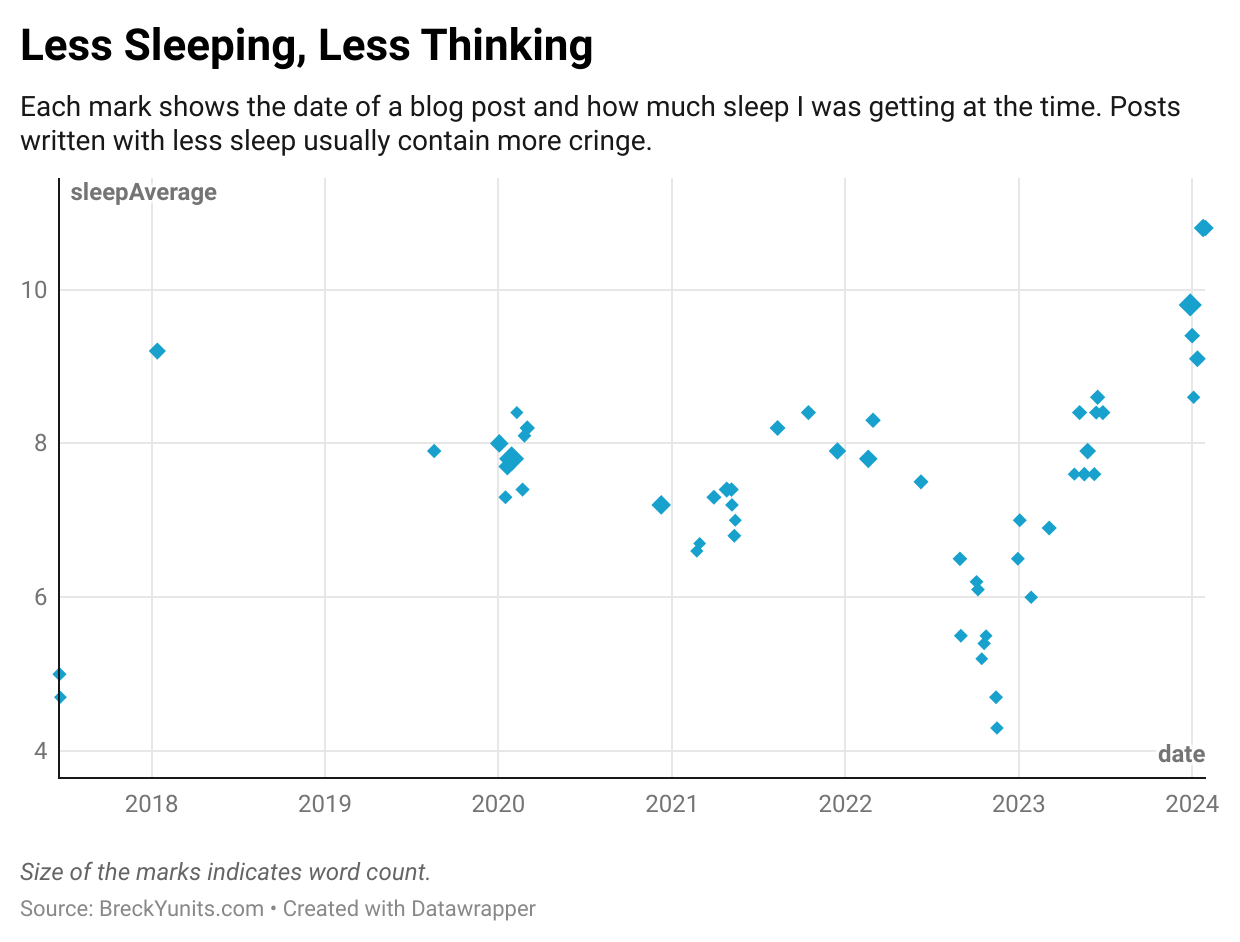 Less Sleeping, Less Thinking
Each mark shows the date of a blog post and how much sleep I was getting at the time. Posts
written with less sleep usually contain more cringe.
sleepAverage
10
8
6
4
date
2018 2019 2020 2021 2022 2023 2024
Size of the marks indicates word count.
Source: BreckYunits.com • Created with Datawrapper